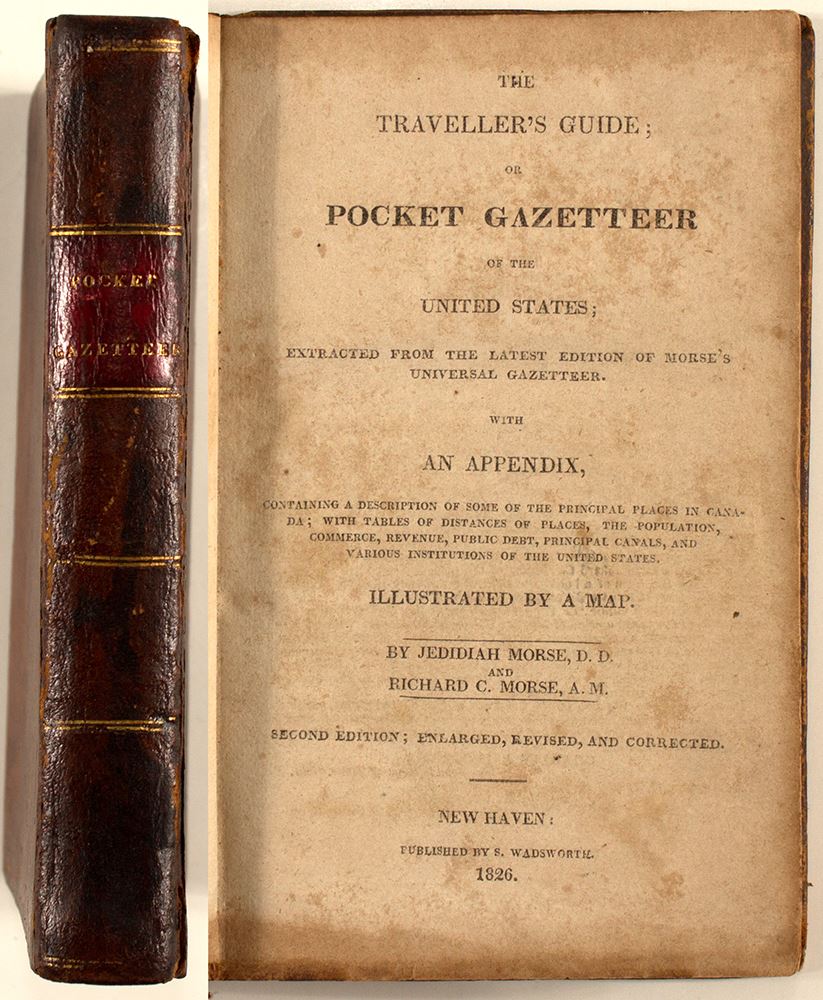 POCKET
GAZETTEER
THE
TRAVELLER'S GUIDE;
OR
POCKET GAZETTEER
OF THE
UNITED STATES;
EXTRACTED FROM THE LATEST EDITION OF MORSE'S
UNIVERSAL GAZETTEER.
WITH
AN APPENDIX,
CONTAINING A DESCRIPTION OF SOME OF THE PRINCIPAL PLACES IN CANA-
DA; WITH TABLES OF DISTANCES OF PLACES, THE POPULATION,
COMMERCE, REVENUE, PUBLIC DEBT, PRINCIPAL CANALS, AND
VARIOUS INSTITUTIONS OF THE UNITED STATES.
ILLUSTRATED BY A MAP.
BY JEDIDIAH MORSE, D. D.
AND
RICHARD C. MORSE, A. M.
SECOND EDITION; ENLARGED, REVISED, AND CORRECTED.
NEW HAVEN:
PUBLISHED BY S. WADSWORTH.
1826.